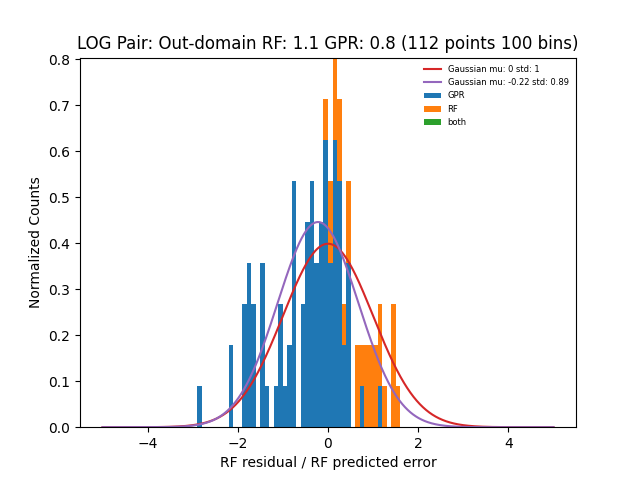 LOG Pair: Out-domain RF: 1.1 GPR: 0.8 (112 points 100 bins)
Gaussian mu: 0 std: 1
Gaussian mu: -0.22 std: 0.89
GPR
RF
both
Normalized Counts
0.8
0.7
0.6
0.5
0.4
0.3
0.2
0.1
0.0
−4
−2
0
2
4
RF residual / RF predicted error